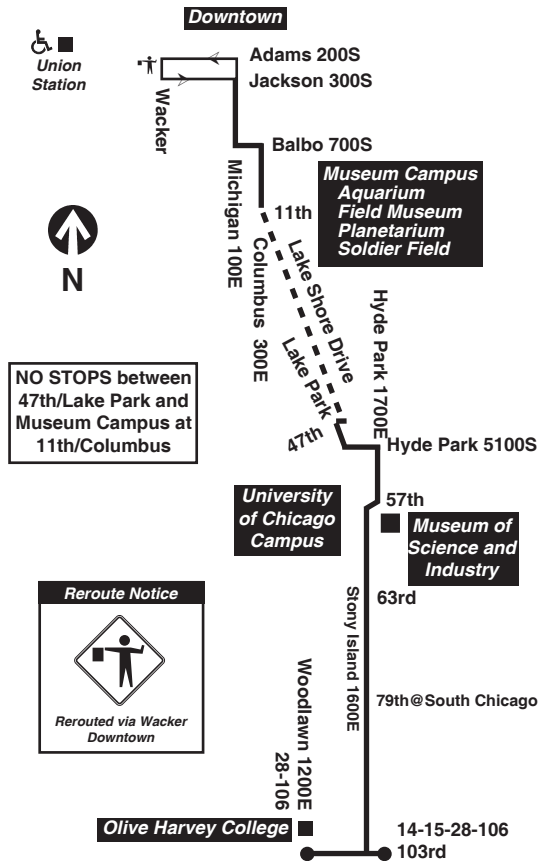 Downtown
Union
Station
Adams 200S
Jackson 300S
Wacker
Balbo 700S
Michigan 100E
Museum Campus
Aquarium
Field Museum
Planetarium
Soldier Field
11th
Columbus 300E
Lake Shore Drive
N
Hyde Park 1700E
Lake Park
NO STOPS between
47th/Lake Park and
Museum Campus at
11th/Columbus
47th
Hyde Park 5100S
University
of Chicago
Campus
57th
Museum of
Science and
Industry
Reroute Notice
Rerouted via Wacker
Downtown
63rd
Stony Island 1600E
79th@South Chicago
Woodlawn 1200E
28-106
Olive Harvey College
14-15-28-106
103rd